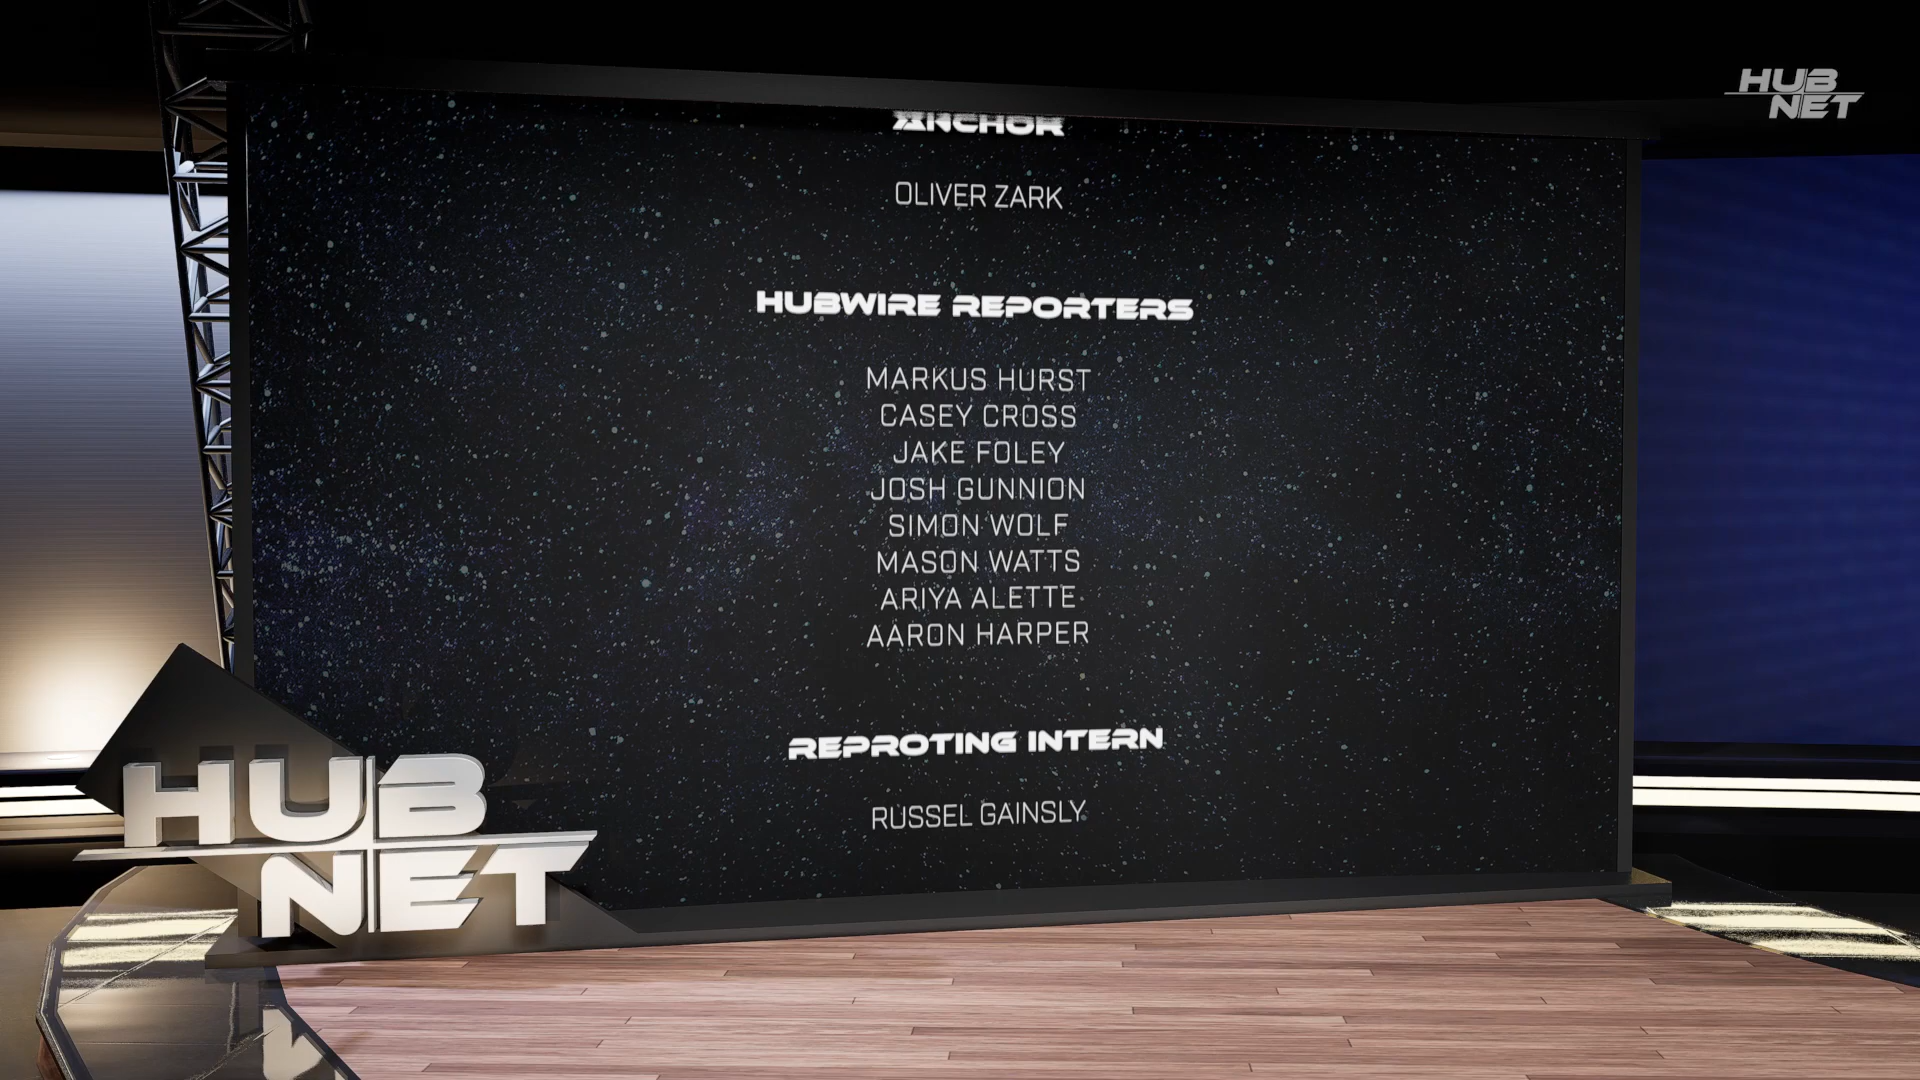 HUB
NET
ANCHOR
OLIVER ZARK
HUBWIRE REPORTERS
MARKUS HURST
CASEY CROSS
JAKE FOLEY
JOSH GUNNION
SIMON WOLF
MASON WATTS
ARIYA ALETTE
AARON HARPER
REPROTING INTERN
RUSSEL GAINSLY
HUB
NET